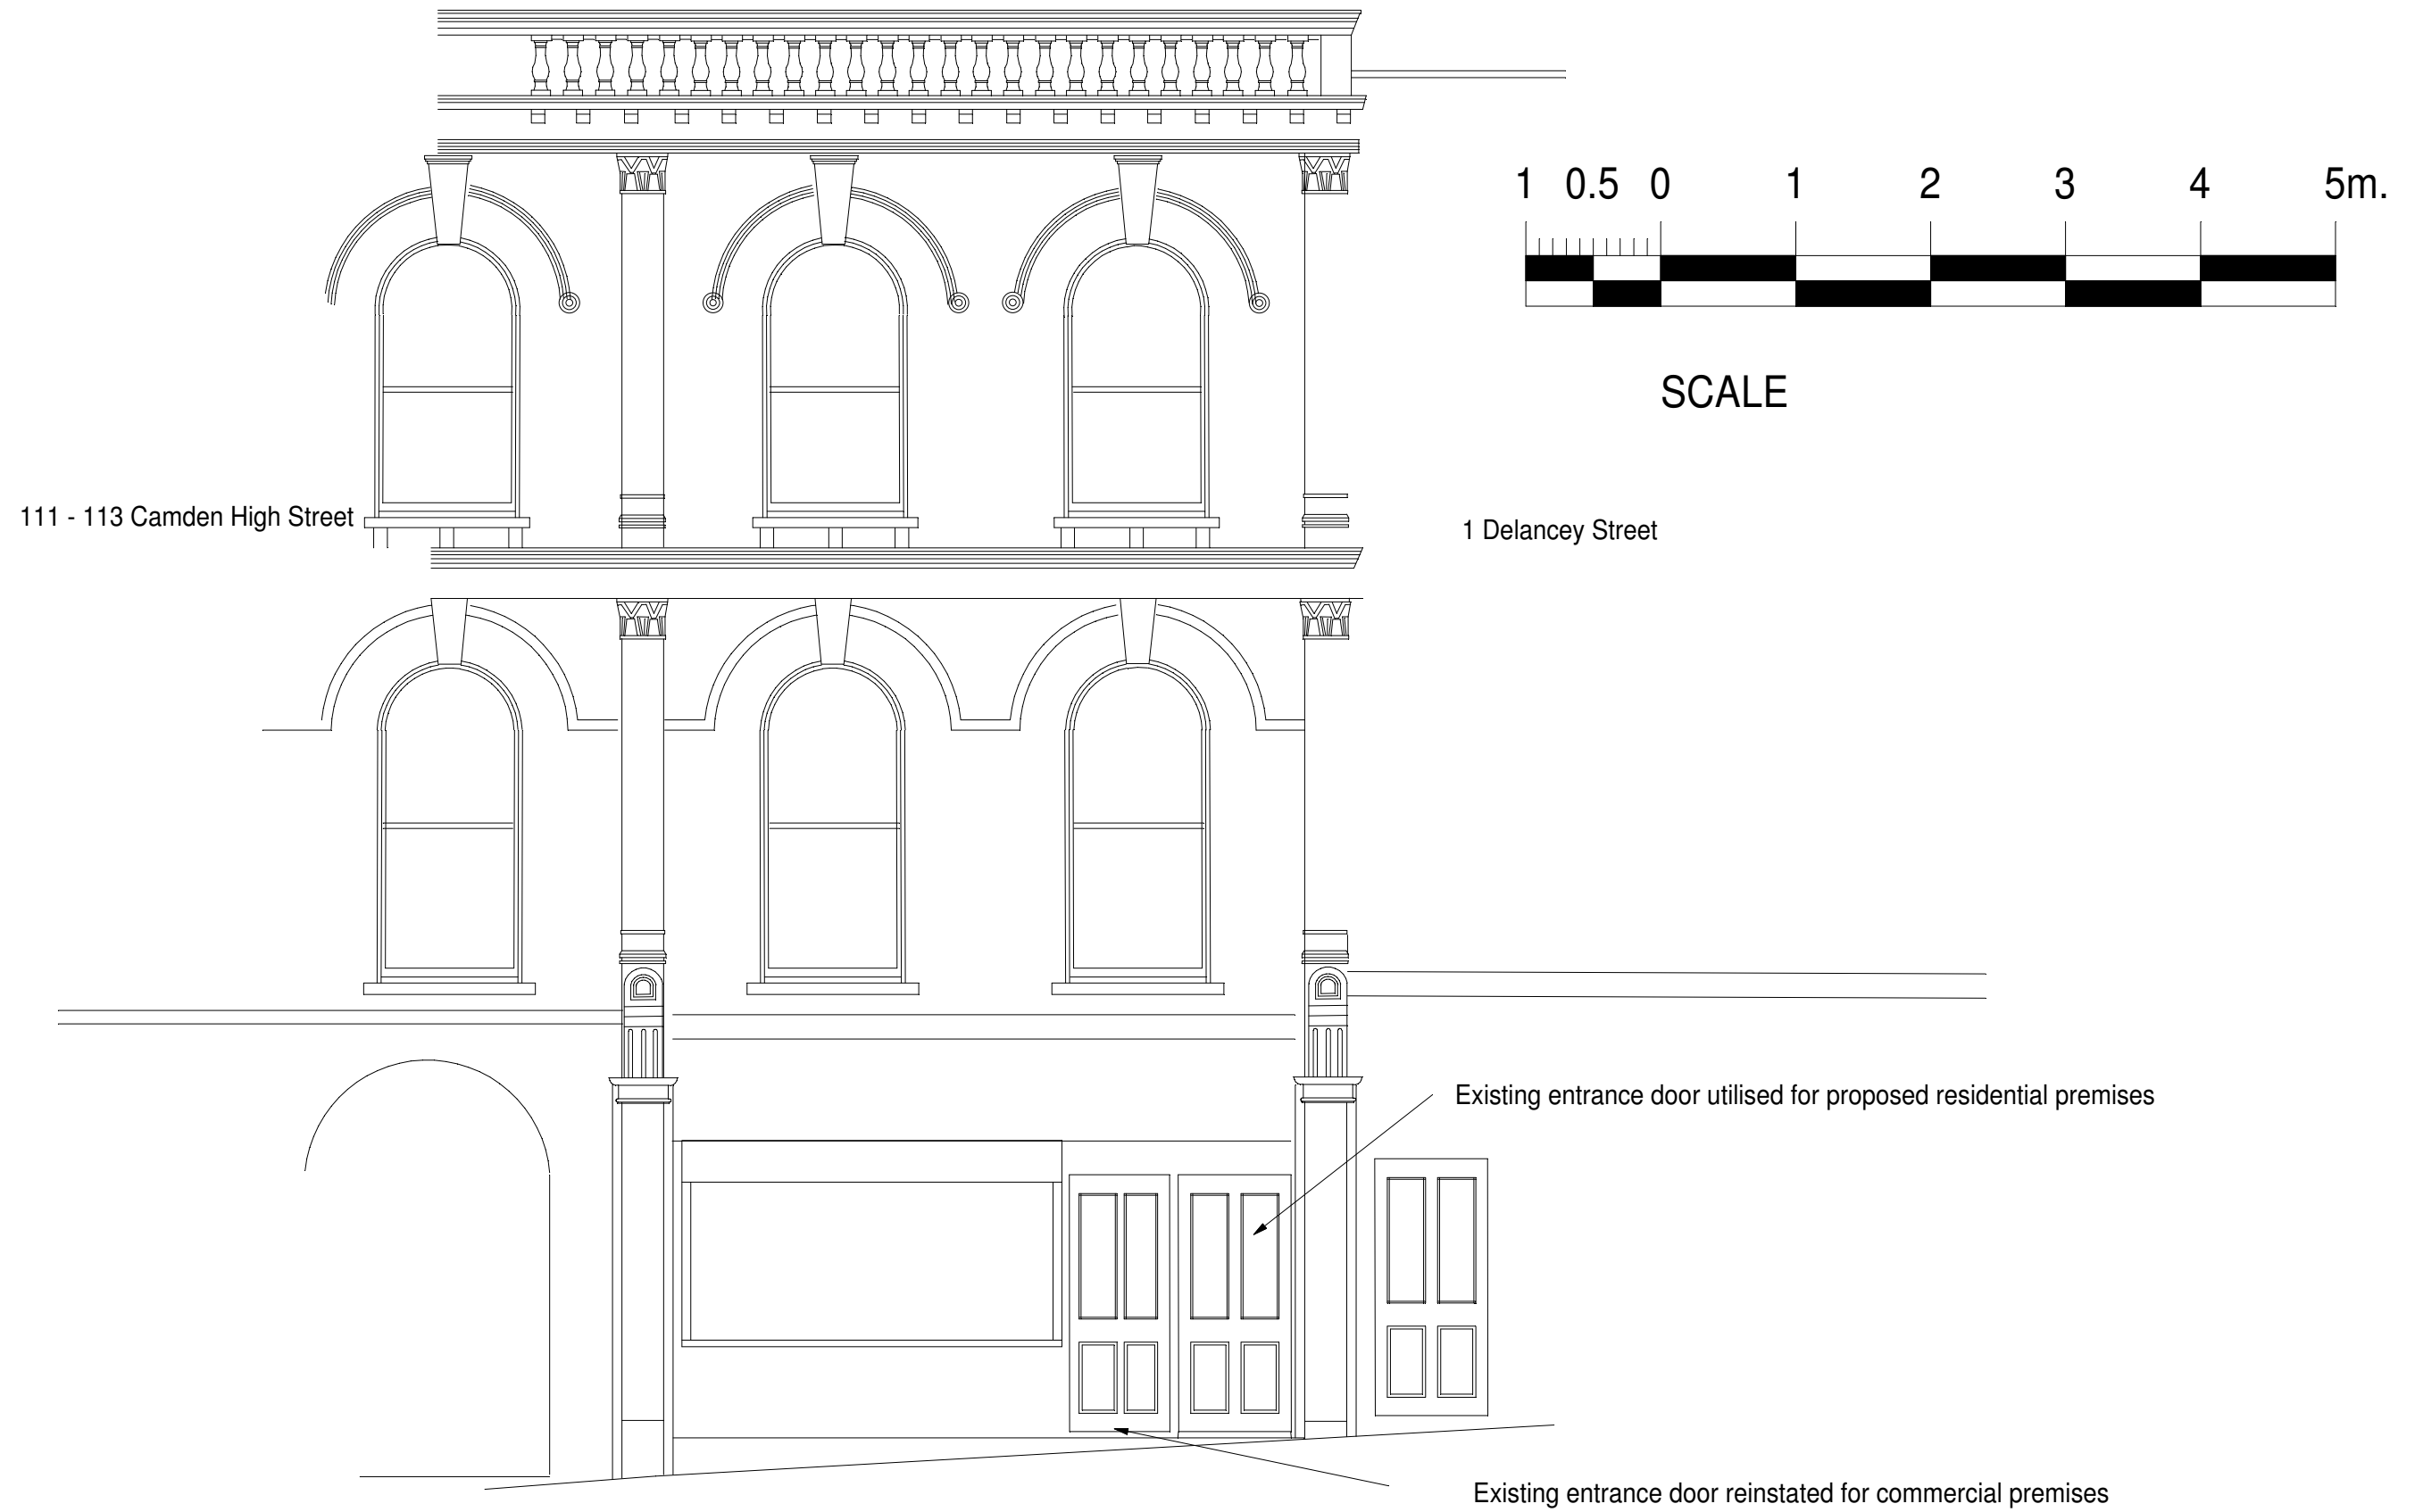 1 0.5 0 1 2 3 4 5m.
SCALE
111 - 113 Camden High Street
1 Delancey Street
Existing entrance door utilised for proposed residential premises
Existing entrance door reinstated for commercial premises